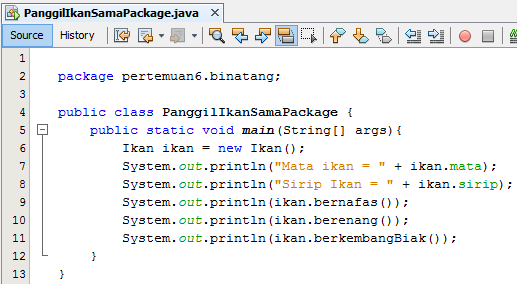 PanggilIkanSamaPackage.java
Source History
1
2 package pertemuan6.binatang;
3
4 public class PanggilIkanSamaPackage {
5 public static void main(String[] args){
6 Ikan ikan = new Ikan();
7 System.out.println("Mata ikan = " + ikan.mata);
8 System.out.println("Sirip Ikan = " + ikan.sirip);
9 System.out.println(ikan.bernafas());
10 System.out.println(ikan.berenang());
11 System.out.println(ikan.berkembangBiak());
12 }
13 }